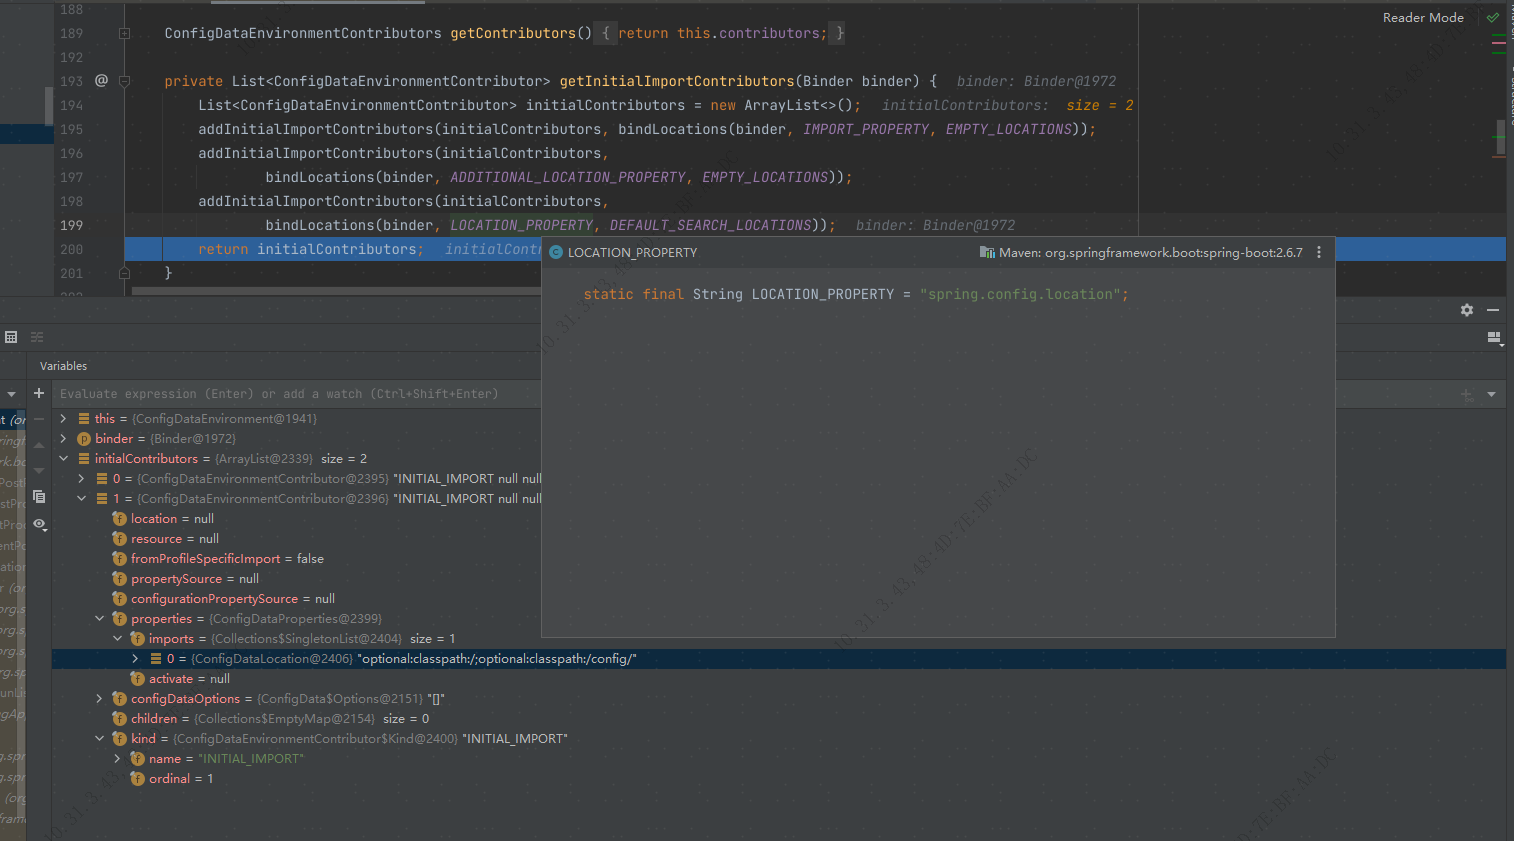 188
Reader Mode
189 ConfigDataEnvironmentContributors getContributors() { return this.contributors; }
192
193 @ private List<ConfigDataEnvironmentContributor> getInitialImportContributors(Binder binder) { binder: Binder@1972
194 List<ConfigDataEnvironmentContributor> initialContributors = new ArrayList<>(); initialContributors: size = 2
195 addInitialImportContributors(initialContributors, bindLocations(binder, IMPORT_PROPERTY, EMPTY_LOCATIONS));
196 addInitialImportContributors(initialContributors,
197 bindLocations(binder, ADDITIONAL_LOCATION_PROPERTY, EMPTY_LOCATIONS));
198 addInitialImportContributors(initialContributors,
199 bindLocations(binder, LOCATION_PROPERTY, DEFAULT_SEARCH_LOCATIONS)); binder: Binder@1972
200 return initialContributors; initialContr
201 }
LOCATION_PROPERTY Maven: org.springframework.boot:spring-boot:2.6.7
static final String LOCATION_PROPERTY = "spring.config.location";
Variables
Evaluate expression (Enter) or add a watch (Ctrl+Shift+Enter)
this = {ConfigDataEnvironment@1941}
binder = {Binder@1972}
initialContributors = {ArrayList@2339} size = 2
0 = {ConfigDataEnvironmentContributor@2395} "INITIAL_IMPORT null null
1 = {ConfigDataEnvironmentContributor@2396} "INITIAL_IMPORT null null
location = null
resource = null
fromProfileSpecificImport = false
propertySource = null
configurationPropertySource = null
properties = {ConfigDataProperties@2399}
imports = {Collections$SingletonList@2404} size = 1
0 = {ConfigDataLocation@2406} "optional:classpath:/;optional:classpath:/config/"
activate = null
configDataOptions = {ConfigData$Options@2151} "[]"
children = {Collections$EmptyMap@2154} size = 0
kind = {ConfigDataEnvironmentContributor$Kind@2400} "INITIAL_IMPORT"
name = "INITIAL_IMPORT"
ordinal = 1